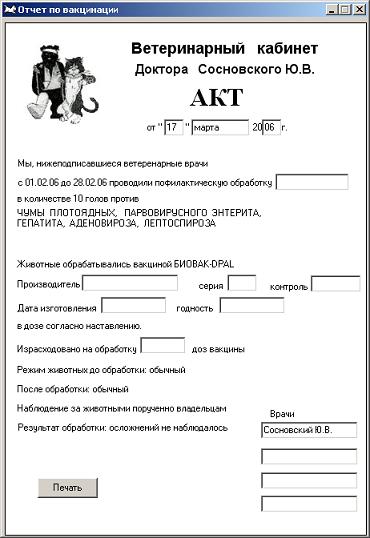 Отчет по вакцинации
Ветеринарный кабинет
Доктора Сосновского Ю.В.
АКТ
от " 17 " марта 20 06 г.
Мы, нижеподписавшиеся ветеренарные врачи
с 01.02.06 до 28.02.06 проводили пофилактическую обработку
в количестве 10 голов против
ЧУМЫ ПЛОТОЯДНЫХ, ПАРВОВИРУСНОГО ЭНТЕРИТА,
ГЕПАТИТА, АДЕНОВИРОЗА, ЛЕПТОСПИРОЗА
Животные обрабатывались вакциной БИОВАК-DPAL
Производитель серия контроль
Дата изготовления годность
в дозе согласно наставлению.
Израсходовано на обработку доз вакцины
Режим животных до обработки: обычный
После обработки: обычный
Наблюдение за животными порученно владельцам
Врачи
Результат обработки: осложнений не наблюдалось Сосновский Ю.В.
Печать